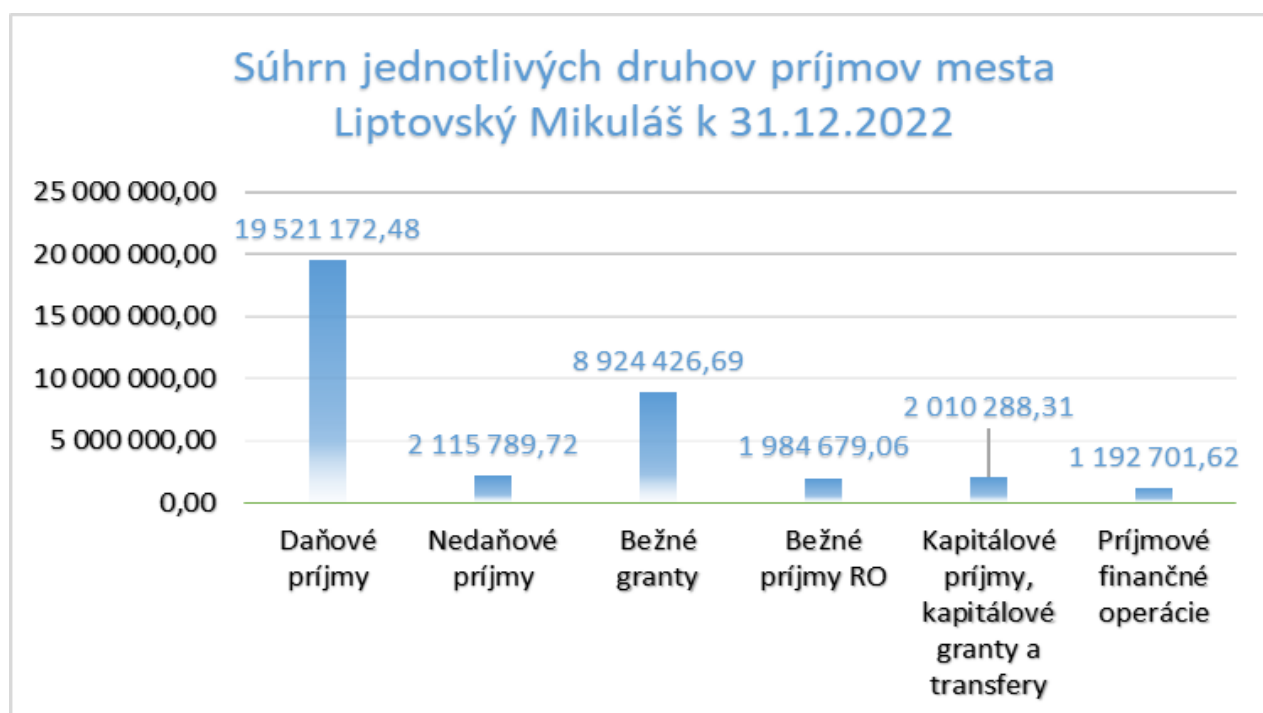 Súhrn jednotlivých druhov príjmov mesta
Liptovský Mikuláš k 31.12.2022
25 000 000,00
20 000 000,00
15 000 000,00
10 000 000,00
5 000 000,00
0,00
19 521 172,48
2 115 789,72
8 924 426,69
1 984 679,06
2 010 288,31
1 192 701,62
Daňové
príjmy
Nedaňové
príjmy
Bežné
granty
Bežné
príjmy RO
Kapitálové
príjmy,
kapitálové
granty a
transfery
Príjmové
finančné
operácie